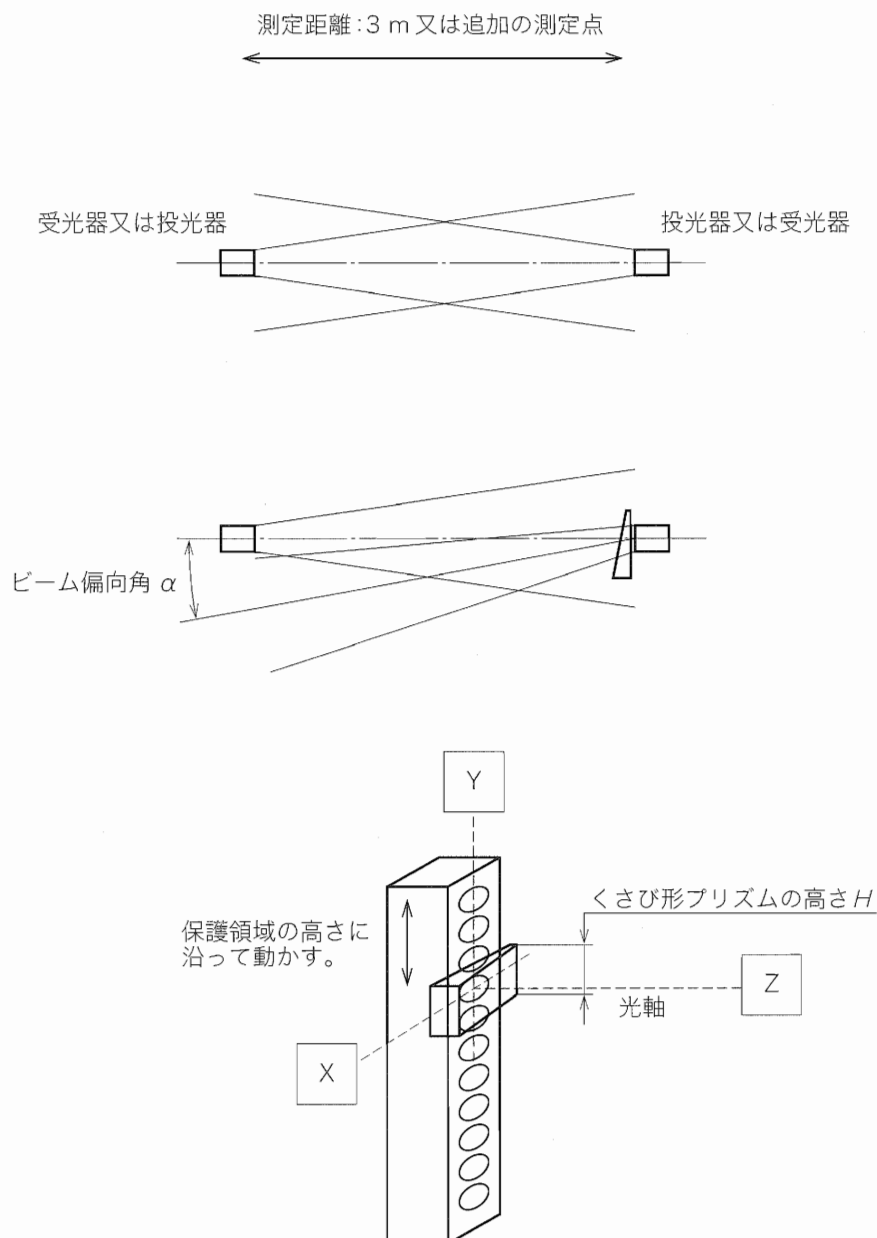 測定距離:3 m 又は追加の測定点
受光器又は投光器
投光器又は受光器
ビーム偏向角 α
Y
くさび形プリズムの高さH
保護領域の高さに
沿って動かす。
Z
光軸
X